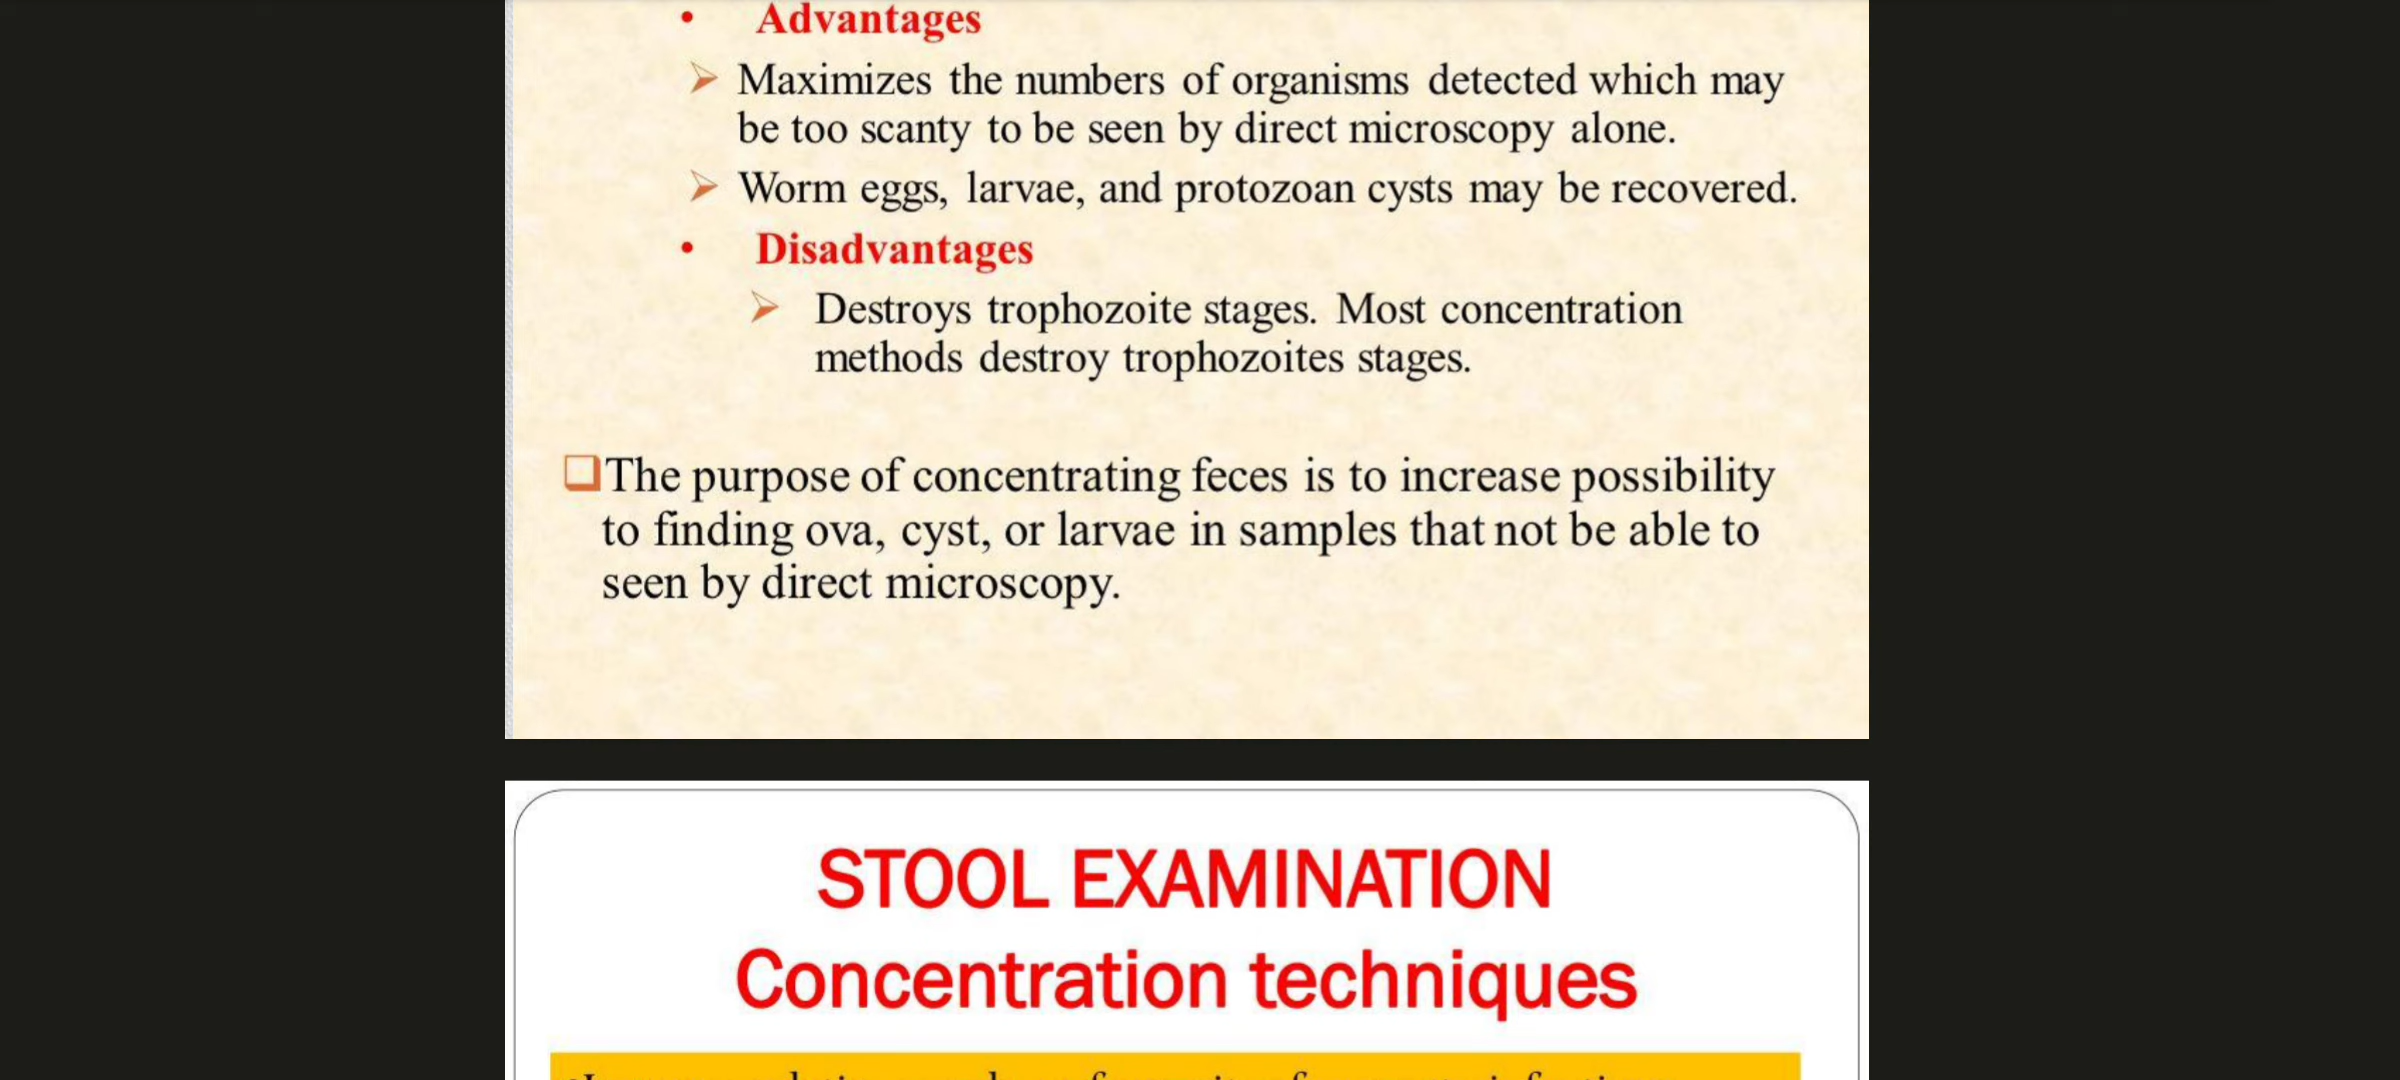 • Advantages
➢ Maximizes the numbers of organisms detected which may
be too scanty to be seen by direct microscopy alone.
➢ Worm eggs, larvae, and protozoan cysts may be recovered.
• Disadvantages
➢ Destroys trophozoite stages. Most concentration
methods destroy trophozoites stages.
❑The purpose of concentrating feces is to increase possibility
to finding ova, cyst, or larvae in samples that not be able to
seen by direct microscopy.
STOOL EXAMINATION
Concentration techniques